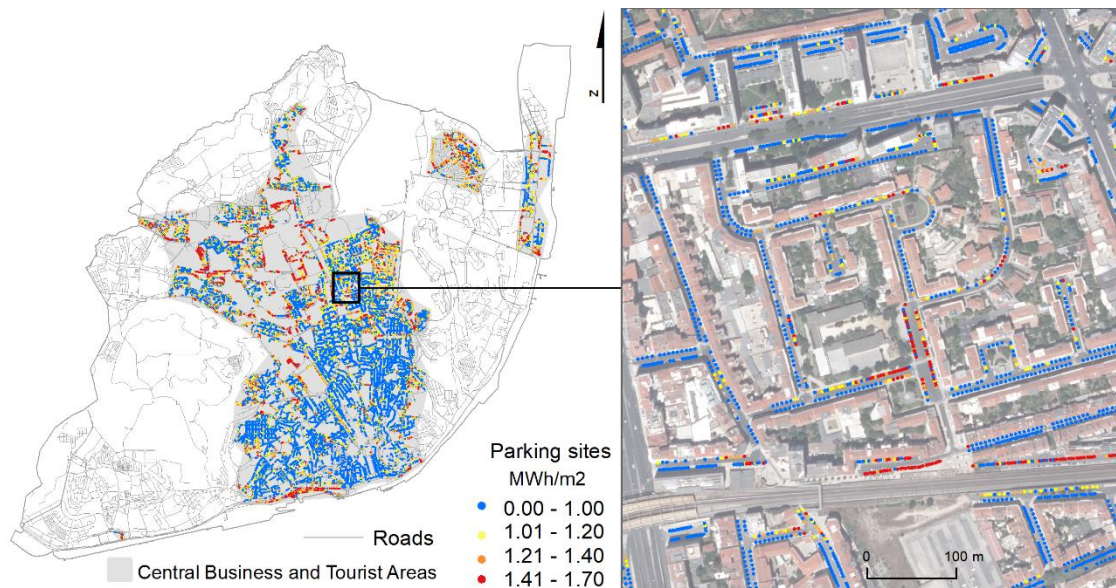 N
Parking sites
MWh/m2
0.00 - 1.00
1.01 - 1.20
1.21 - 1.40
1.41 - 1.70
Roads
Central Business and Tourist Areas
0 100 m